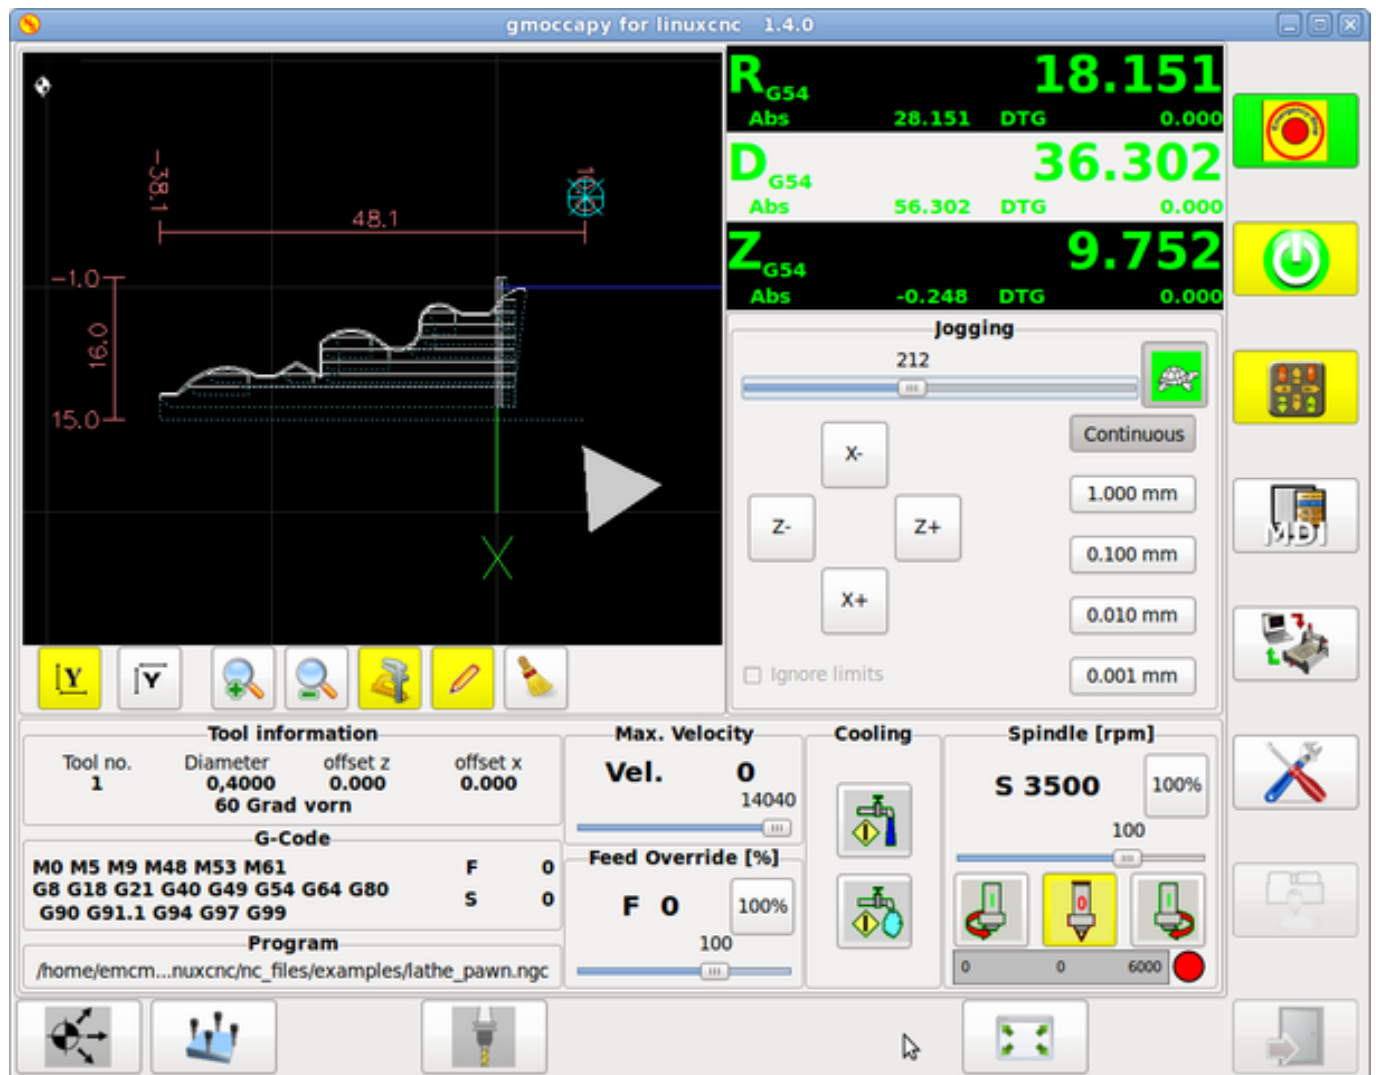 gmoccapy for linuxcnc 1.4.0
R G54 18.151
Abs 28.151 DTG 0.000
D G54 36.302
Abs 56.302 DTG 0.000
Z G54 9.752
Abs -0.248 DTG 0.000
-38.1
48.1
-1.0
16.0
15.0
X
Jogging
212
Continuous
X-
1.000 mm
Z- Z+
0.100 mm
X+
0.010 mm
Ignore limits
0.001 mm
MDI
Y Y
Tool information
Tool no. Diameter offset z offset x
1 0,4000 0.000 0.000
60 Grad vorn
G-Code
M0 M5 M9 M48 M53 M61
G8 G18 G21 G40 G49 G54 G64 G80
G90 G91.1 G94 G97 G99
F 0
S 0
Program
/home/emcm...nuxcnc/nc_files/examples/lathe_pawn.ngc
Max. Velocity
Vel. 0
14040
Feed Override [%]
F 0 100%
100
Cooling
Spindle [rpm]
S 3500 100%
100
I 0 I
0 0 6000